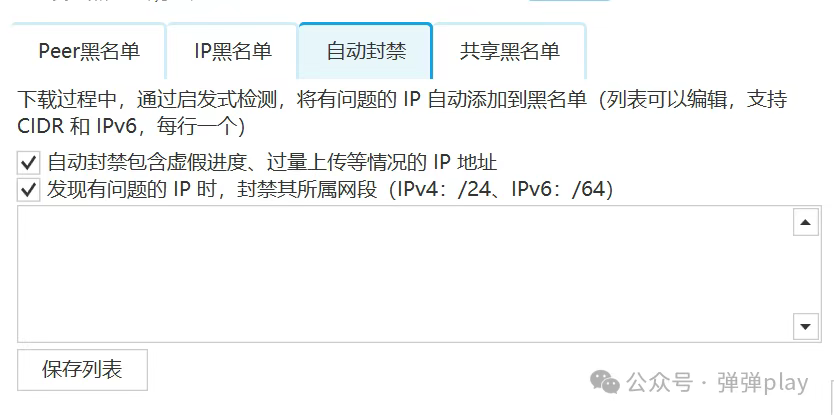 Peer黑名单
IP黑名单
自动封禁
共享黑名单
下载过程中，通过启发式检测，将有问题的 IP 自动添加到黑名单（列表可以编辑，支持
CIDR 和 IPv6，每行一个）
自动封禁包含虚假进度、过量上传等情况的 IP 地址
发现有问题的 IP 时，封禁其所属网段（IPv4：/24、IPv6：/64）
保存列表
公众号 · 弹弹play